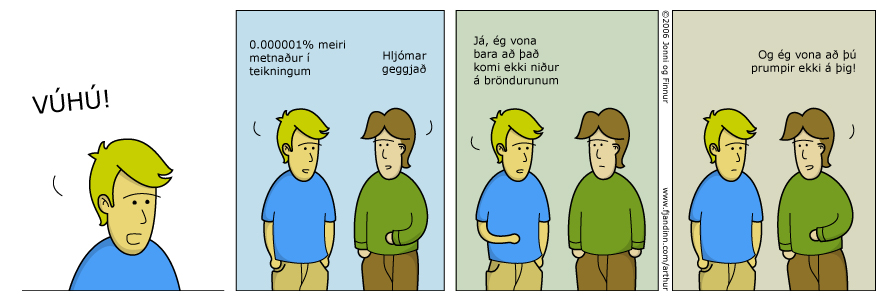 VÚHÚ!
0.000001% meiri
metnaður í
teikningum
Hljómar
geggjað
Já, ég vona
bara að það
komi ekki niður
á bröndurunum
©2006 Jonni og Finnur
www.fjandinn.com/arthur
Og ég vona að þú
prumpir ekki á þig!